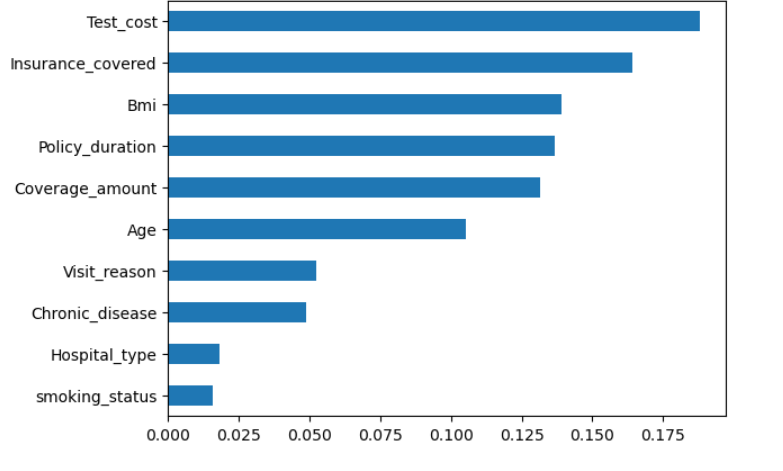 Test_cost
Insurance_covered
Bmi
Policy_duration
Coverage_amount
Age
Visit_reason
Chronic_disease
Hospital_type
smoking_status
0.000 0.025 0.050 0.075 0.100 0.125 0.150 0.175